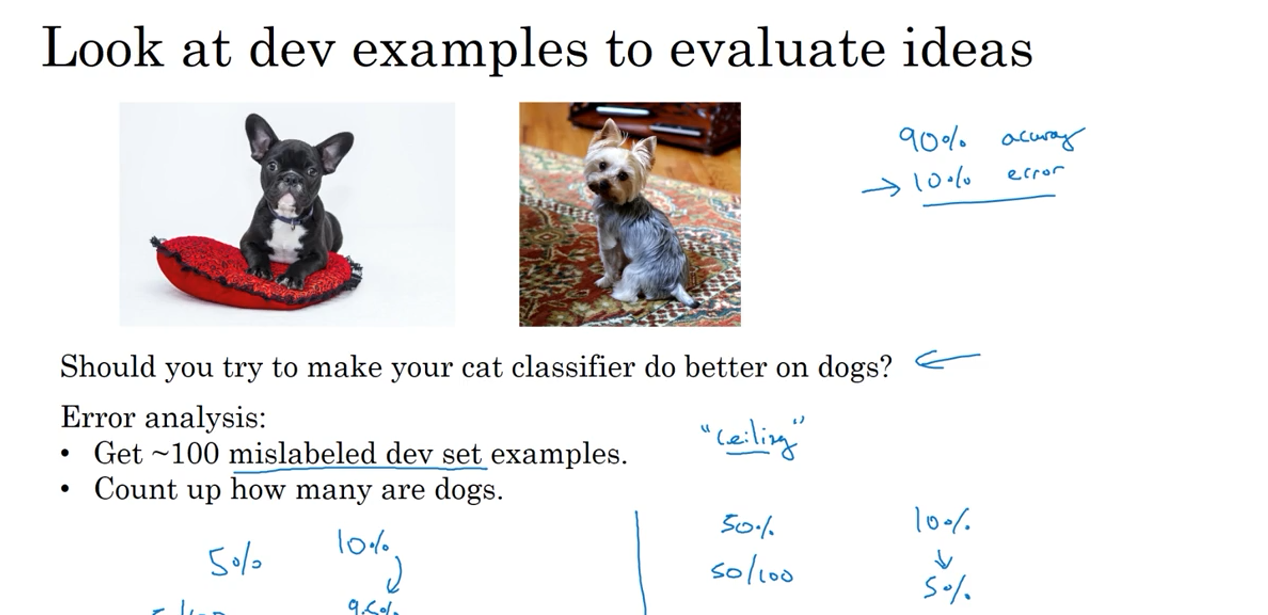 Look at dev examples to evaluate ideas
90% accuracy
→ 10% error
Should you try to make your cat classifier do better on dogs? ←
Error analysis:
"ceiling"
• Get ~100 mislabeled dev set examples.
• Count up how many are dogs.
5% 10% 50% 10%
↓
50/100 5%
9.5%